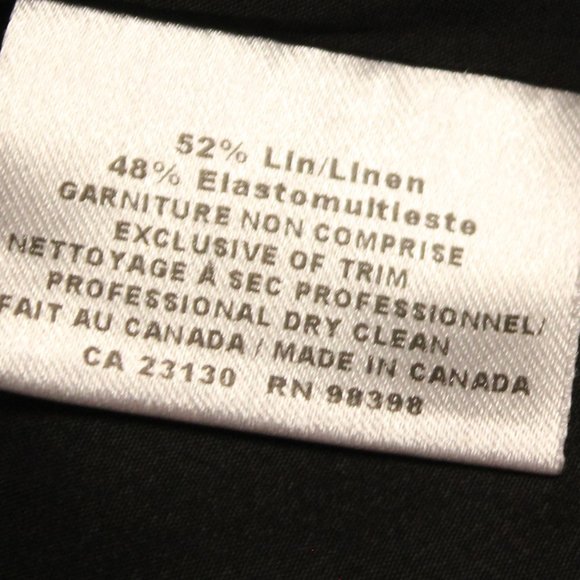 52% Lin/Linen
48% Elastomultieste
GARNITURE NON COMPRISE
EXCLUSIVE OF TRIM
NETTOYAGE À SEC PROFESSIONNEL/
PROFESSIONAL DRY CLEAN
FAIT AU CANADA / MADE IN CANADA
CA 23130 RN 98398